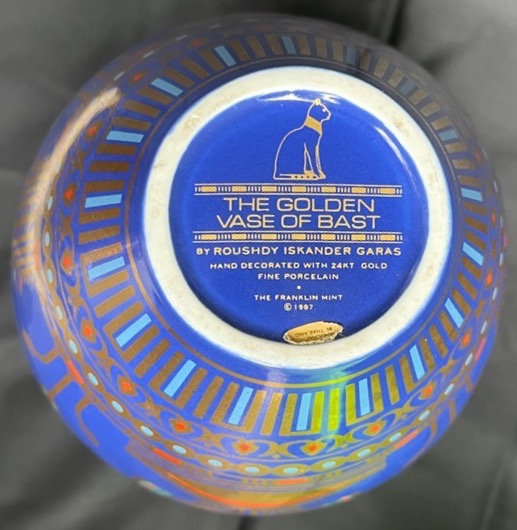 THE GOLDEN
VASE OF BAST
BY ROUSHDY ISKANDER GARAS
HAND DECORATED WITH 24KT GOLD
FINE PORCELAIN
•
THE FRANKLIN MINT
© 1987